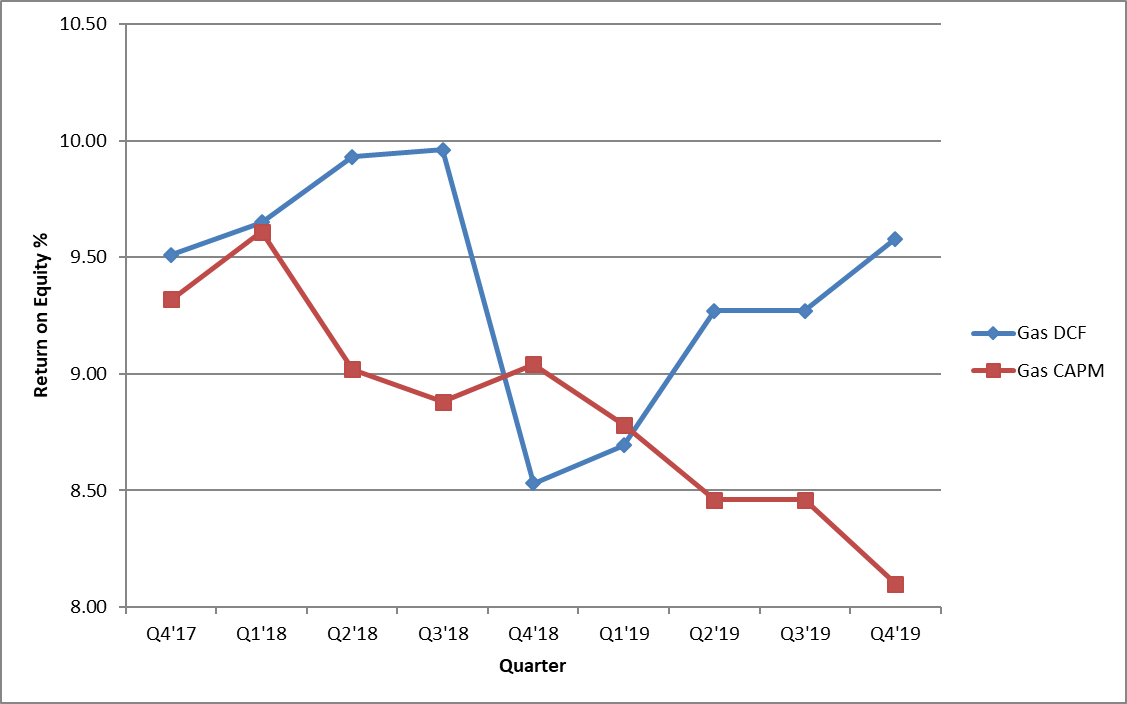 10.50
10.00
9.50
9.00
8.50
8.00
Return on Equity %
Q4'17 Q1'18 Q2'18 Q3'18 Q4'18 Q1'19 Q2'19 Q3'19 Q4'19
Quarter
Gas DCF
Gas CAPM